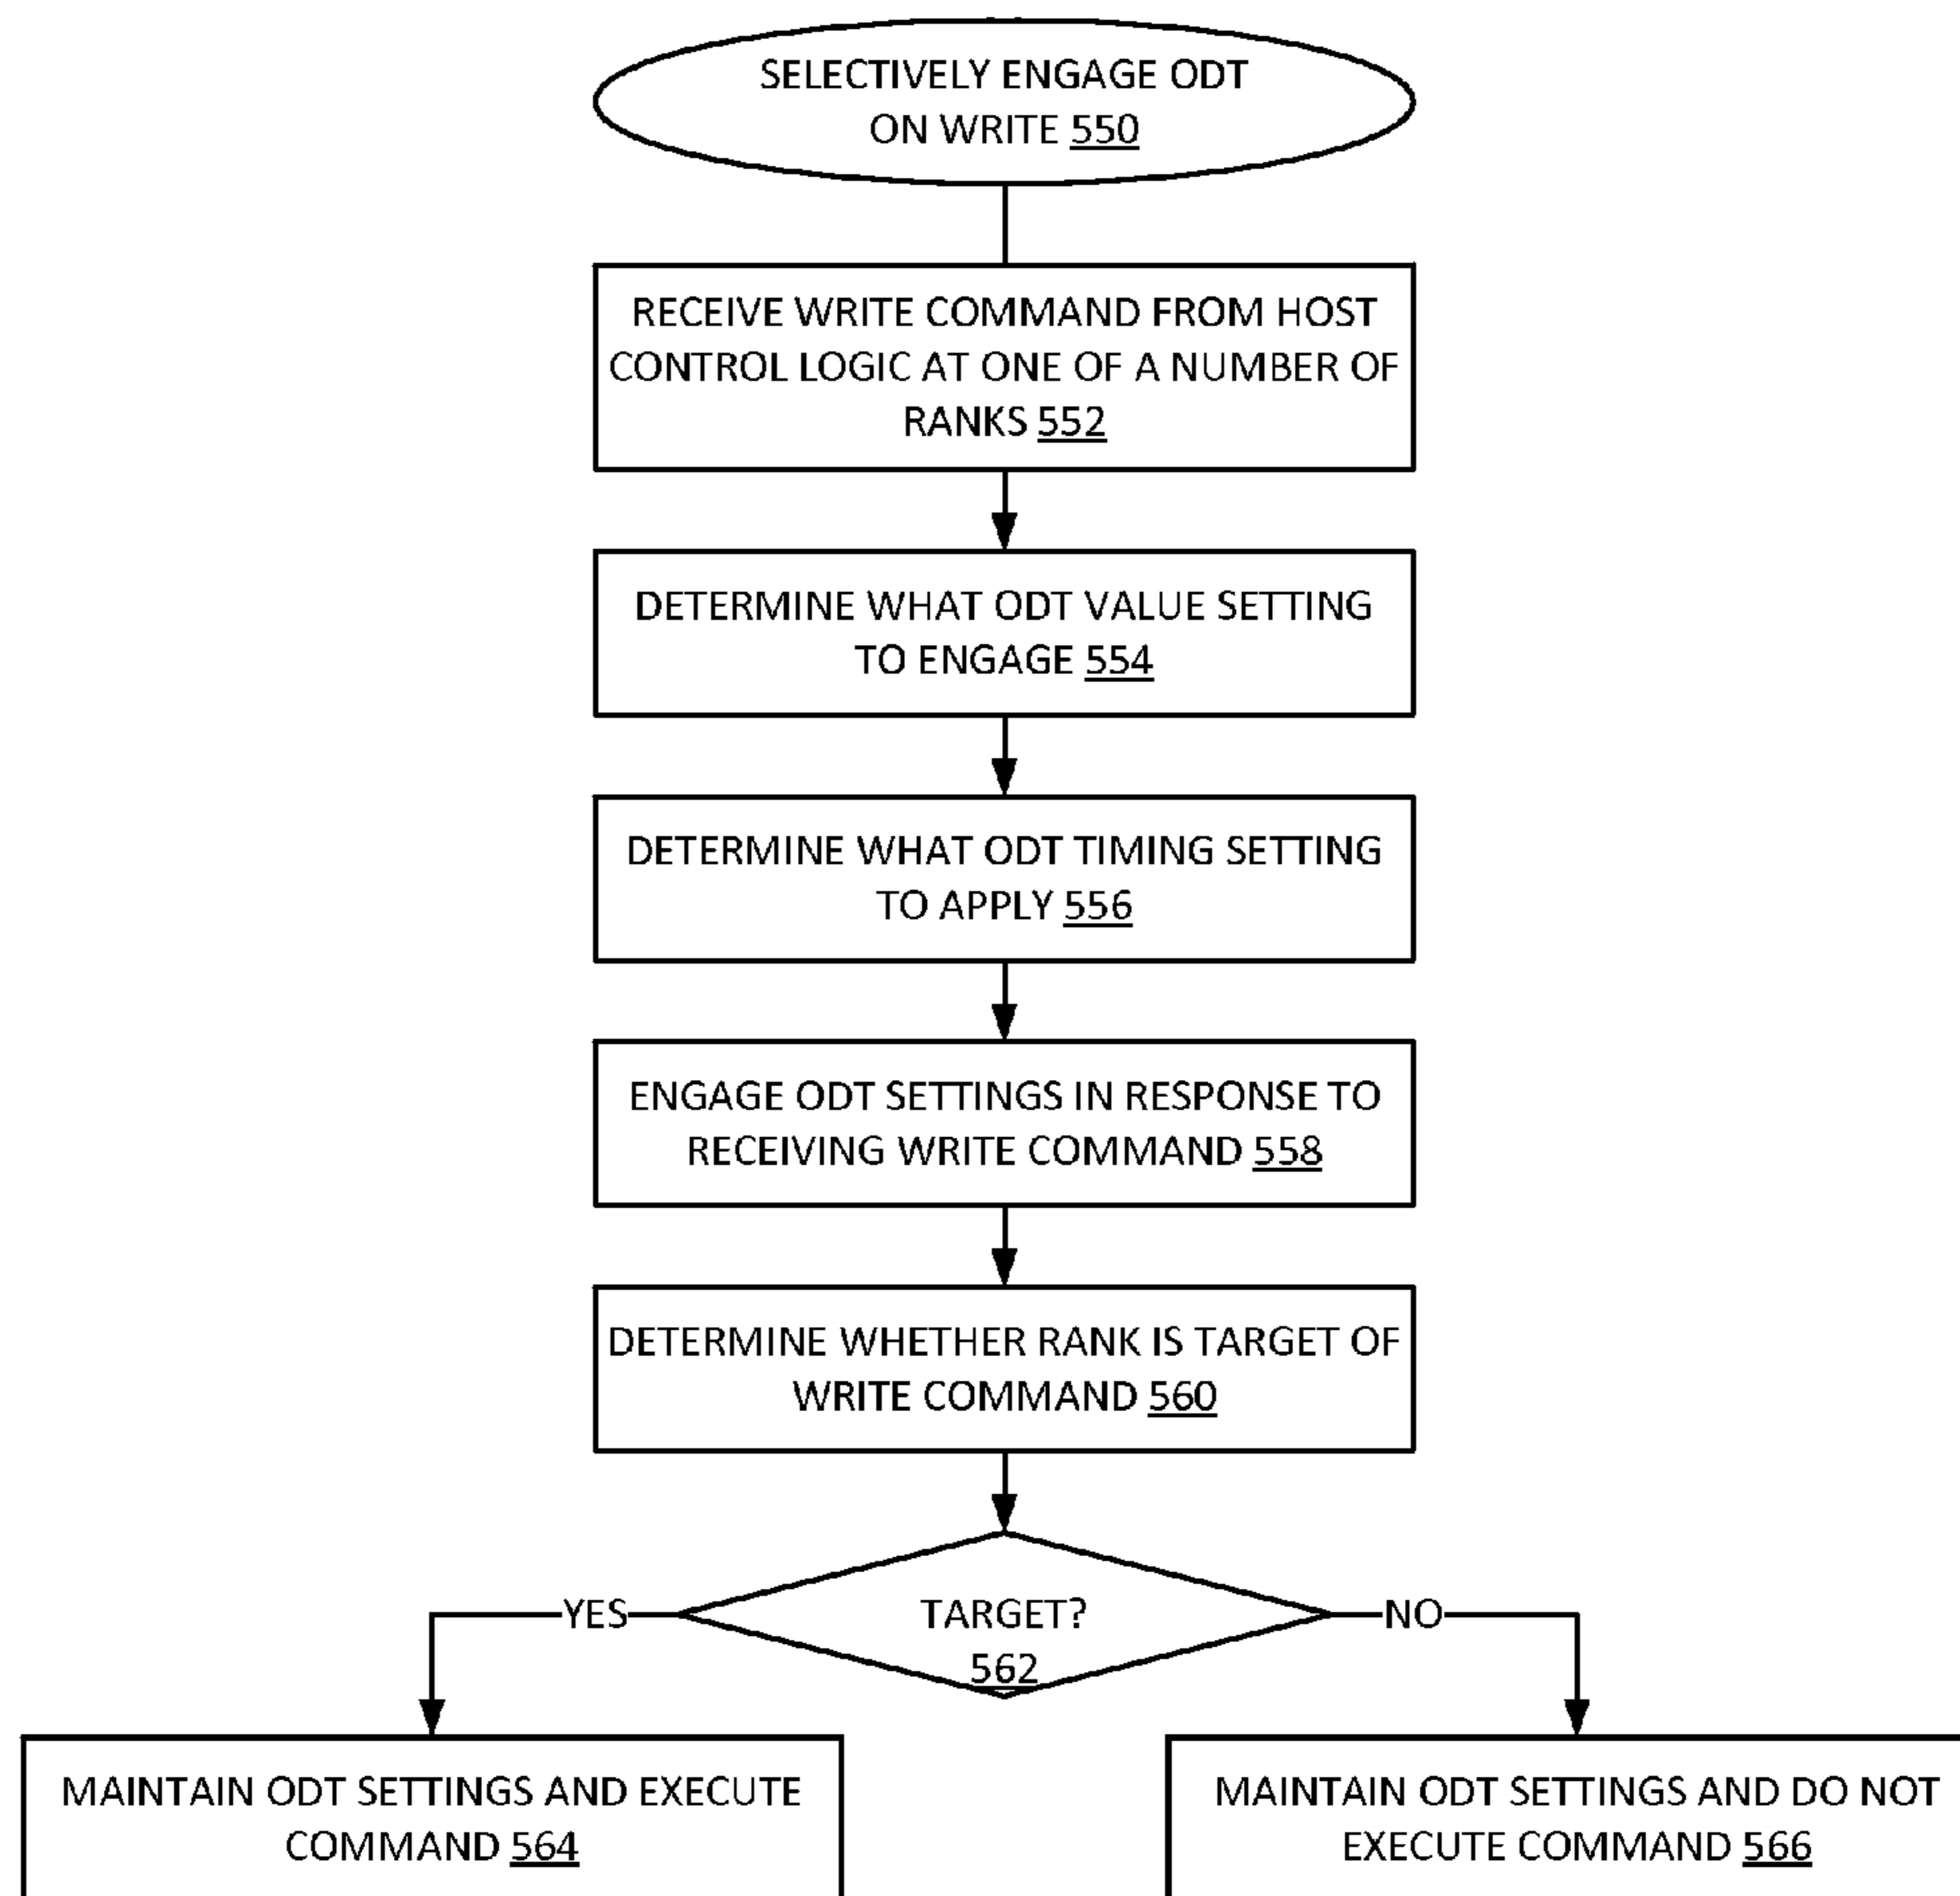 SELECTIVELY ENGAGE ODT
ON WRITE 550
RECEIVE WRITE COMMAND FROM HOST
CONTROL LOGIC AT ONE OF A NUMBER OF
RANKS 552
DETERMINE WHAT ODT VALUE SETTING
TO ENGAGE 554
DETERMINE WHAT ODT TIMING SETTING
TO APPLY 556
ENGAGE ODT SETTINGS IN RESPONSE TO
RECEIVING WRITE COMMAND 558
DETERMINE WHETHER RANK IS TARGET OF
WRITE COMMAND 560
YES
TARGET?
562
NO
MAINTAIN ODT SETTINGS AND EXECUTE
COMMAND 564
MAINTAIN ODT SETTINGS AND DO NOT
EXECUTE COMMAND 566